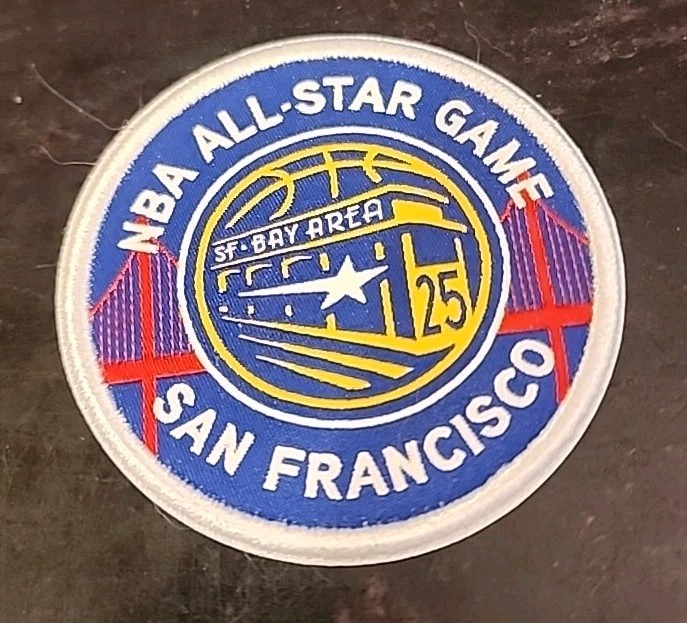 NBA ALL-STAR GAME
SF·BAY AREA
25
SAN FRANCISCO